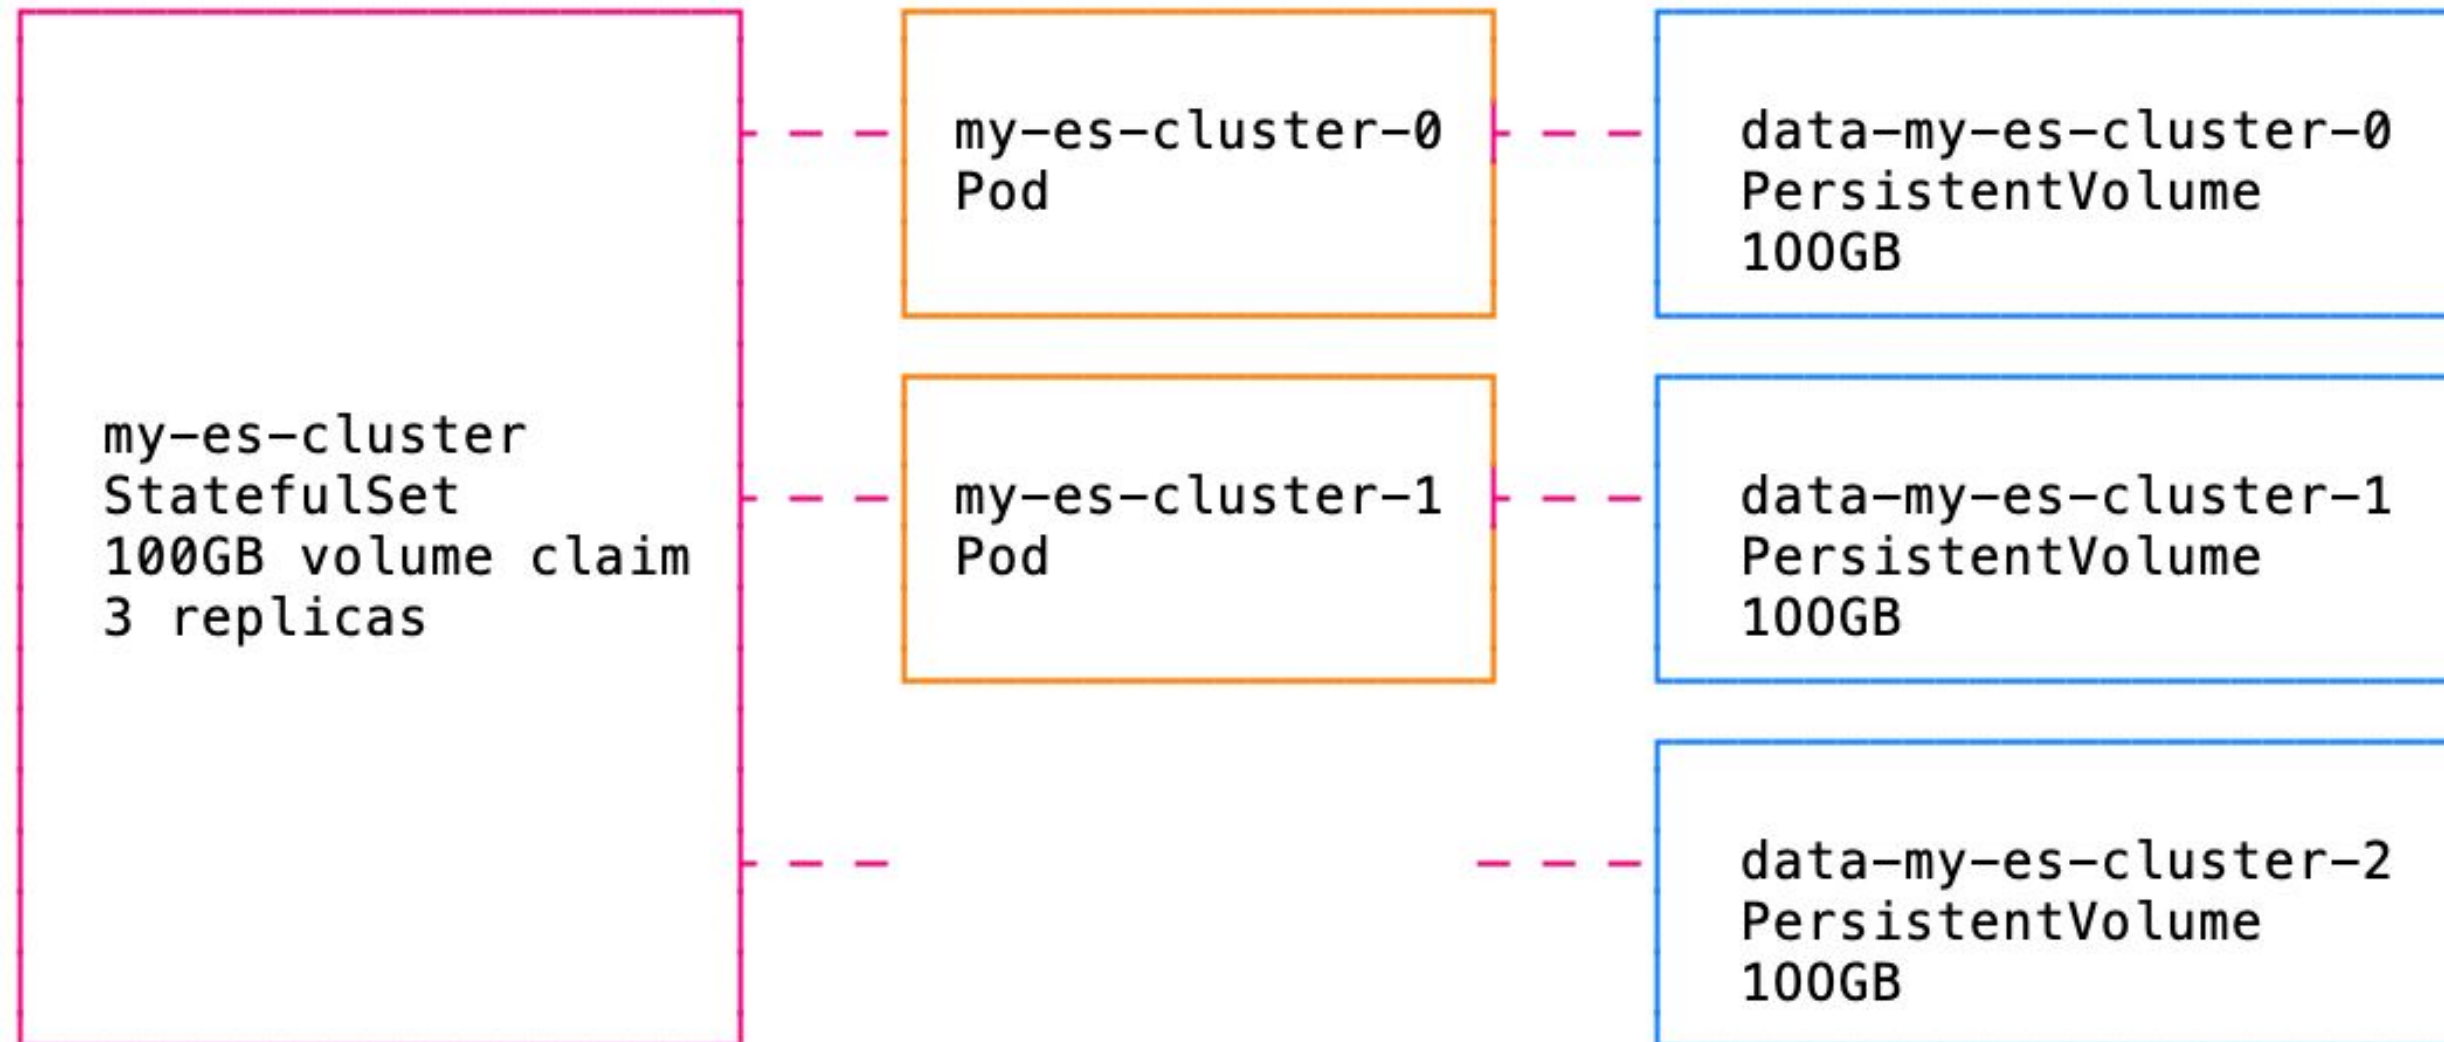 my-es-cluster
StatefulSet
100GB volume claim
3 replicas
my-es-cluster-0
Pod
data-my-es-cluster-0
PersistentVolume
100GB
my-es-cluster-1
Pod
data-my-es-cluster-1
PersistentVolume
100GB
data-my-es-cluster-2
PersistentVolume
100GB